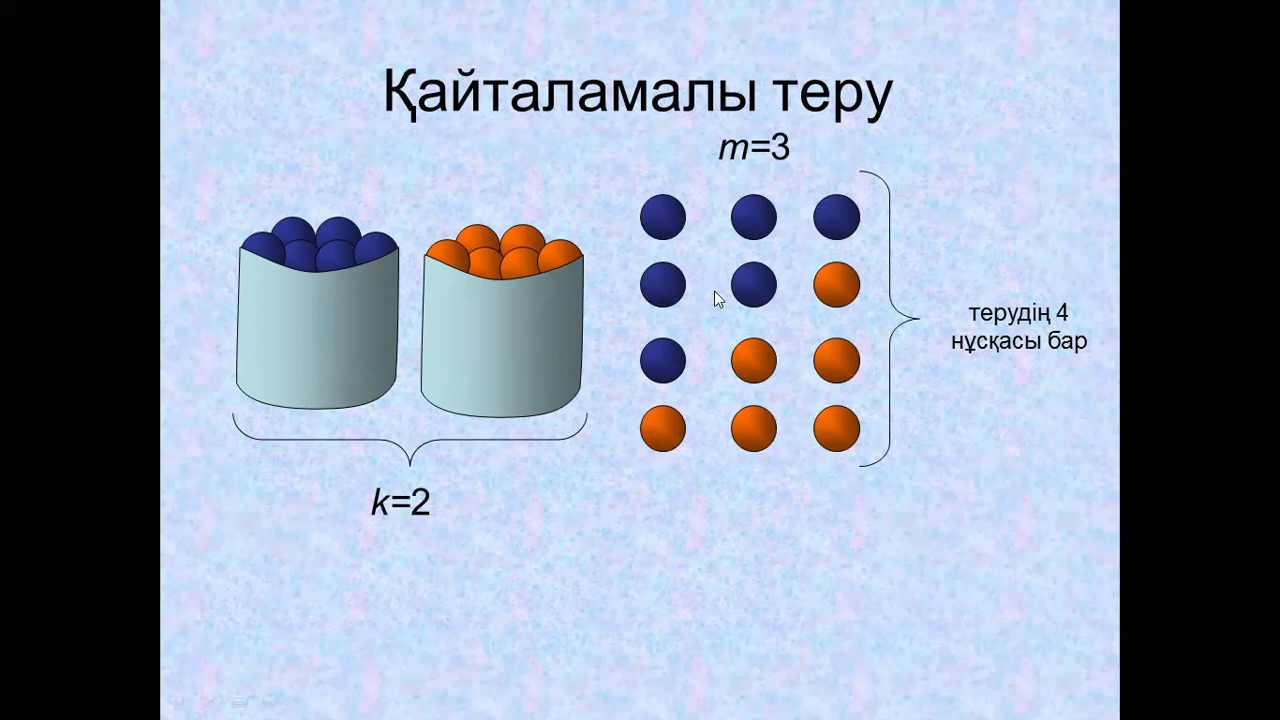 Қайталамалы теру
m=3
терудің 4
нұсқасы бар
k=2